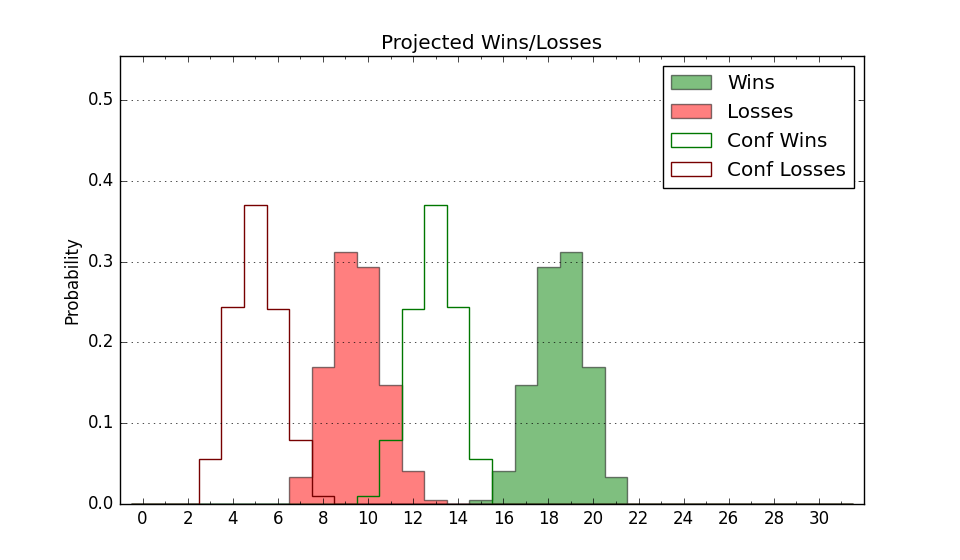 Projected Wins/Losses
Wins
Losses
Conf Wins
Conf Losses
Probability
0.5
0.4
0.3
0.2
0.1
0.0
0 2 4 6 8 10 12 14 16 18 20 22 24 26 28 30